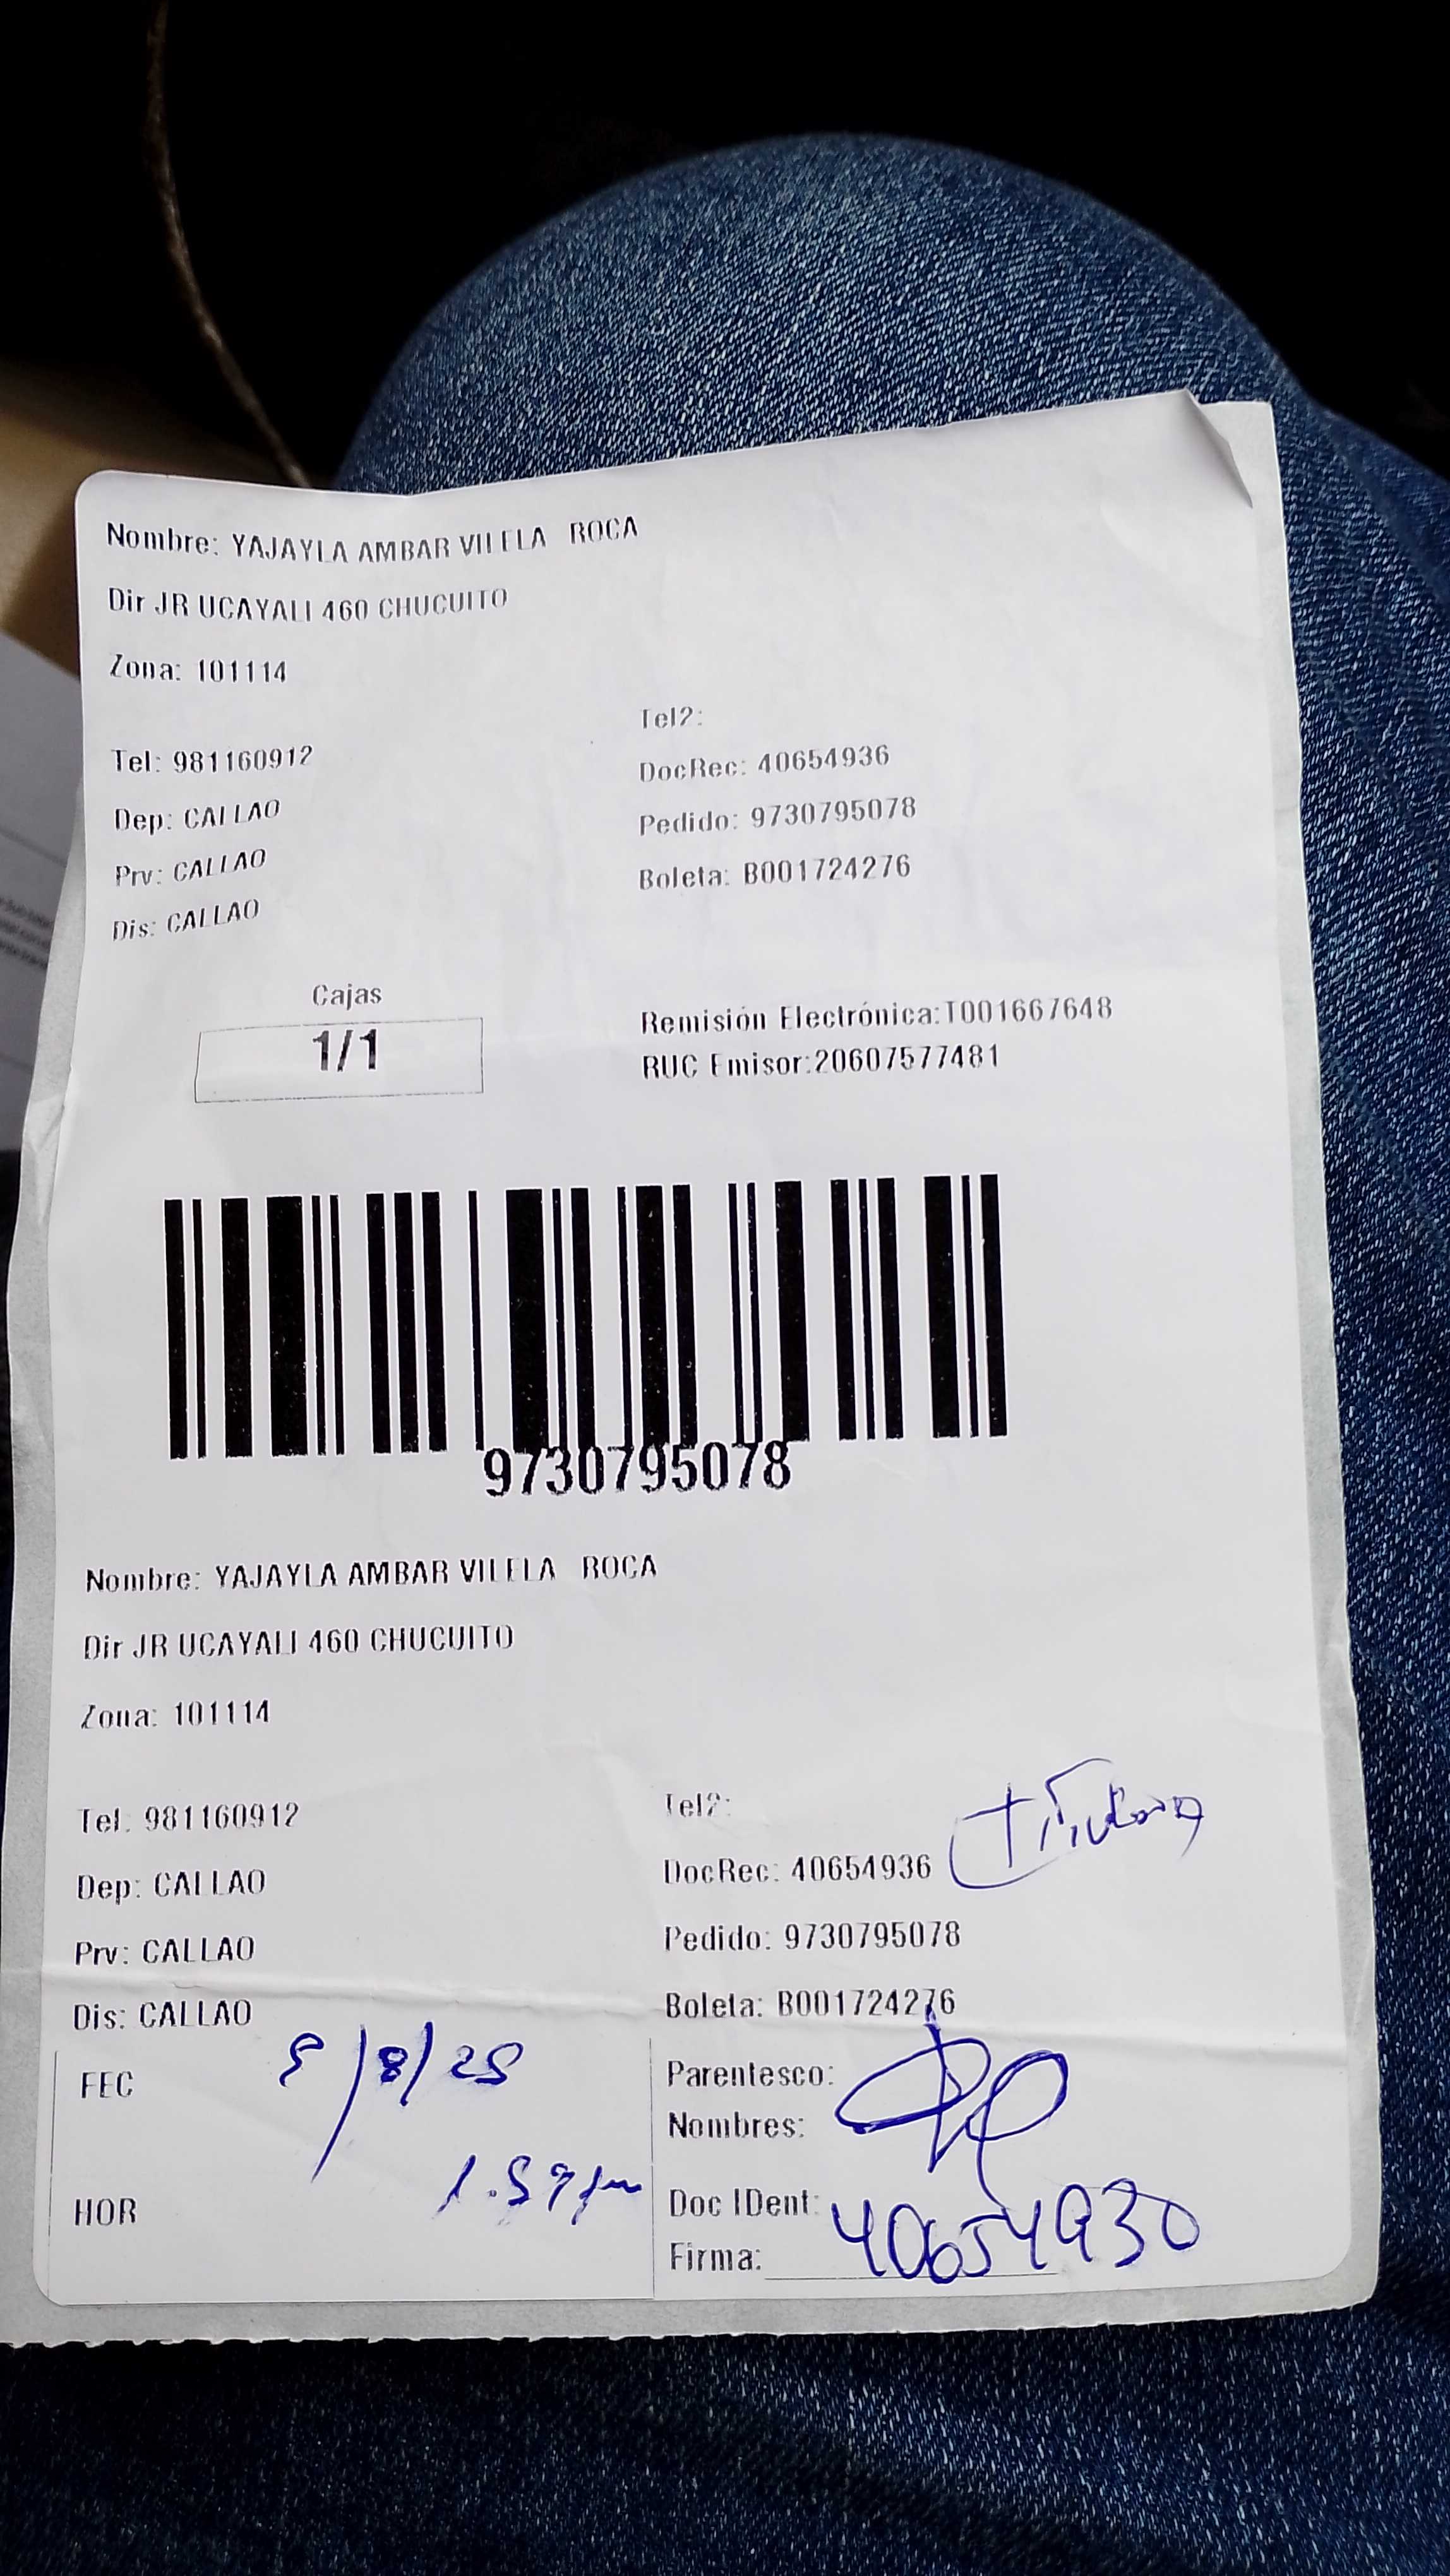 Nombre: YAJAYLA AMBAR VILELA ROCA
Dir JR UCAYALI 460 CHUCUITO
Zona: 101114
Tel2:
Tel: 981160912
DocRec: 40654936
Dep: CALLAO
Pedido: 9730795078
Prv: CALLAO
Boleta: B001724276
Dis: CALLAO
Cajas
1/1
Remisión Electrónica:T001667648
RUC Emisor:20607577481
9730795078
Nombre: YAJAYLA AMBAR VILELA ROCA
Dir JR UCAYALI 460 CHUCUITO
Zona: 101114
Tel2:
Tel: 981160912
DocRec: 40654936
Dep: CALLAO
Pedido: 9730795078
Prv: CALLAO
Boleta: B001724276
Dis: CALLAO
FEC 5/8/25
Parentesco:
Nombres:
HOR 1.59pm
Doc IDent: 40654930
Firma: